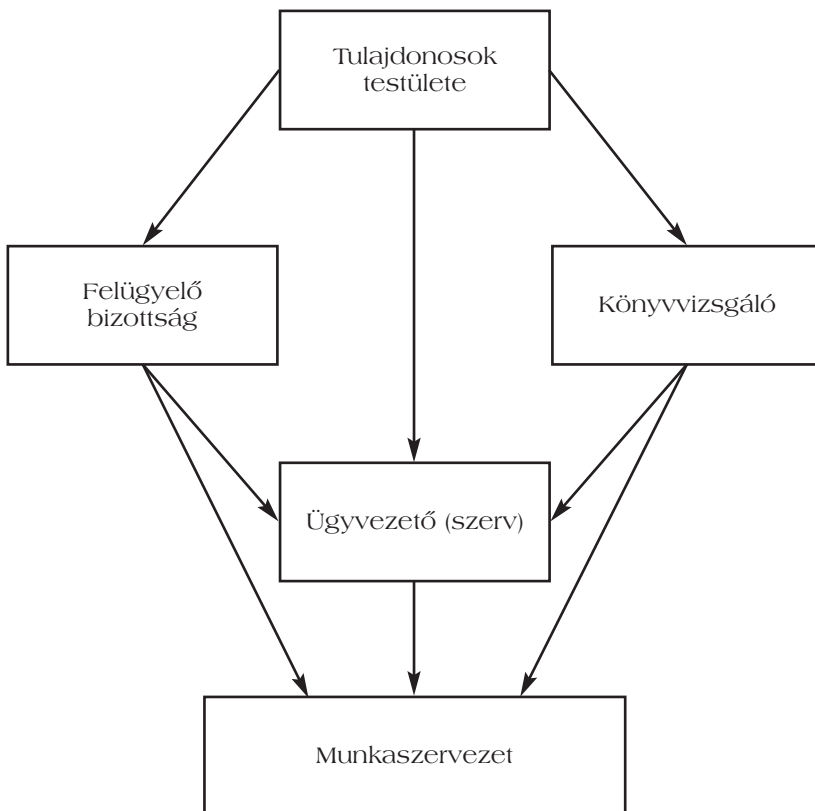 Tulajdonosok
testülete
Felügyelő
bizottság
Könyvvizsgáló
Ügyvezető (szerv)
Munkaszervezet